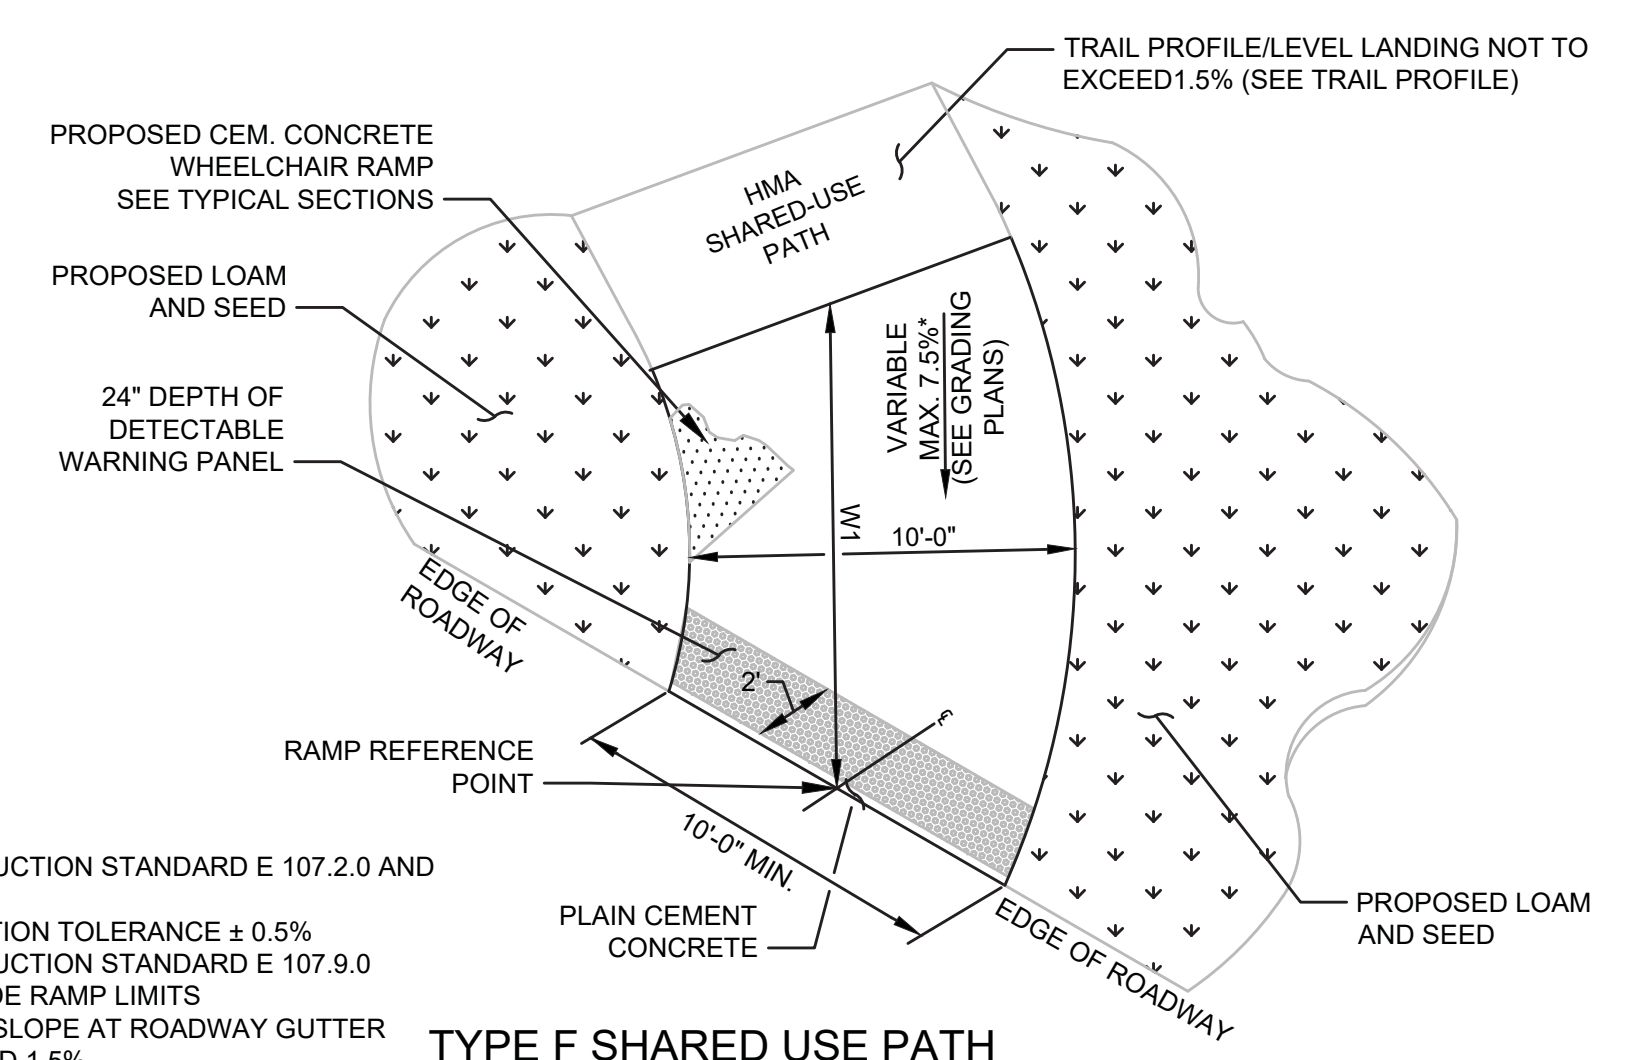 TRAIL PROFILE/LEVEL LANDING NOT TO
EXCEED1.5% (SEE TRAIL PROFILE)
PROPOSED CEM. CONCRETE
WHEELCHAIR RAMP
SEE TYPICAL SECTIONS
HMA
SHARED-USE
PATH
PROPOSED LOAM
AND SEED
VARIABLE
MAX. 7.5%*
(SEE GRADING
PLANS)
24" DEPTH OF
DETECTABLE
WARNING PANEL
W1
10'-0"
EDGE OF
ROADWAY
2'
℄
RAMP REFERENCE
POINT
10'-0" MIN.
PLAIN CEMENT
CONCRETE
EDGE OF ROADWAY
PROPOSED LOAM
AND SEED
UCTION STANDARD E 107.2.0 AND
TION TOLERANCE ± 0.5%
UCTION STANDARD E 107.9.0
DE RAMP LIMITS
SLOPE AT ROADWAY GUTTER
D 1.5%
TYPE F SHARED USE PATH